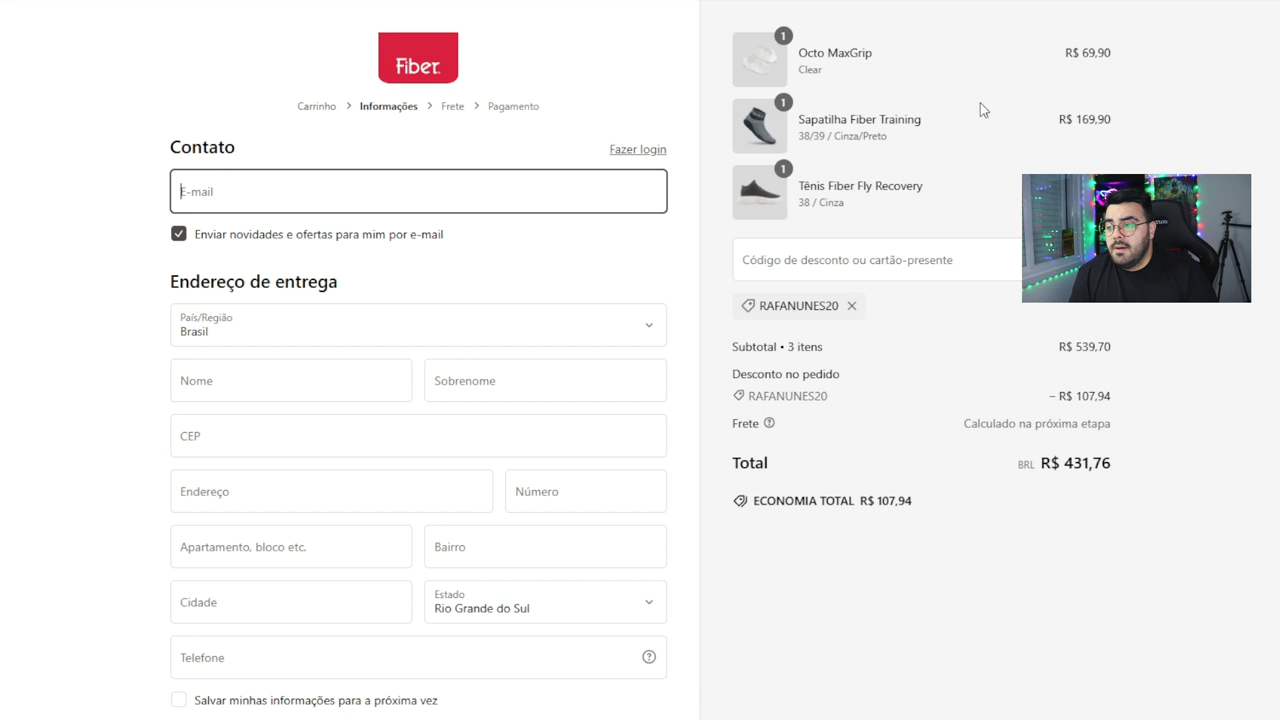 Fiber.
Carrinho > Informações > Frete > Pagamento
Contato
Fazer login
E-mail
Enviar novidades e ofertas para mim por e-mail
Endereço de entrega
País/Região
Brasil
Nome
Sobrenome
CEP
Endereço
Número
Apartamento, bloco etc.
Bairro
Cidade
Estado
Rio Grande do Sul
Telefone
Salvar minhas informações para a próxima vez
1
Octo MaxGrip
R$ 69,90
Clear
1
Sapatilha Fiber Training
R$ 169,90
38/39 / Cinza/Preto
1
Tênis Fiber Fly Recovery
38 / Cinza
Código de desconto ou cartão-presente
RAFANUNES20
Subtotal • 3 itens
R$ 539,70
Desconto no pedido
RAFANUNES20
– R$ 107,94
Frete
Calculado na próxima etapa
Total
BRL R$ 431,76
ECONOMIA TOTAL R$ 107,94